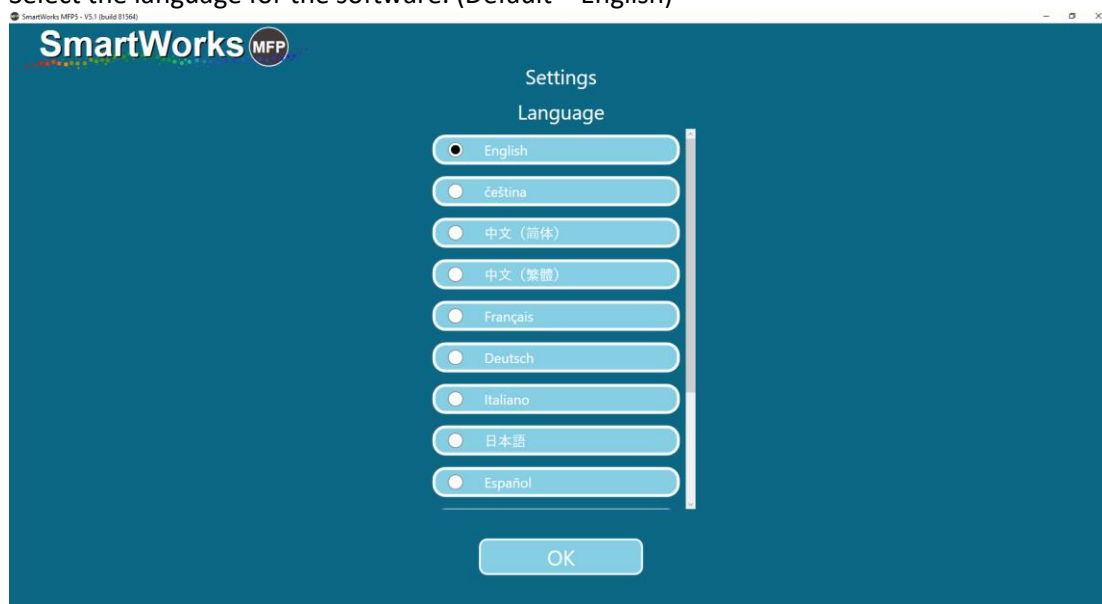 Select the language for the software. (Default – English)
SmartWorks MFP5 - V5.1 (build 81564)
SmartWorks MFP
Settings
Language
English
čeština
中文（简体）
中文（繁體）
Français
Deutsch
Italiano
日本語
Español
OK